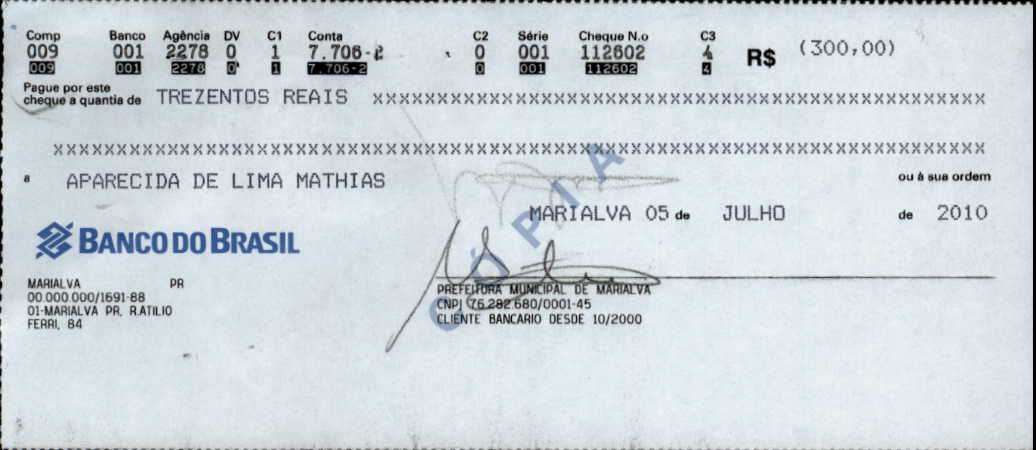 Comp Banco Agência DV C1 Conta C2 Série Cheque N.o C3
009 001 2278 0 1 7.706-2 0 001 112602 4 R$ (300,00)
009 001 2278 0 1 7.706-2 0 001 112602 4
Pague por este
cheque a quantia de TREZENTOS REAIS XXXXXXXXXXXXXXXXXXXXXXXXXXXXXXXXXXXXXXXXXXXXXXXXXXX
XXXXXXXXXXXXXXXXXXXXXXXXXXXXXXXXXXXXXXXXXXXXXXXXXXXXXXXXXXXXXXXXXXXXXXXXXXXXXX
a APARECIDA DE LIMA MATHIAS ou à sua ordem
MARIALVA 05 de JULHO de 2010
BANCO DO BRASIL
CÓPIA
MARIALVA PR
00.000.000/1691-88
01-MARIALVA PR, R.ATILIO
FERRI, 84
PREFEITURA MUNICIPAL DE MARIALVA
CNPJ 76.282.680/0001-45
CLIENTE BANCARIO DESDE 10/2000